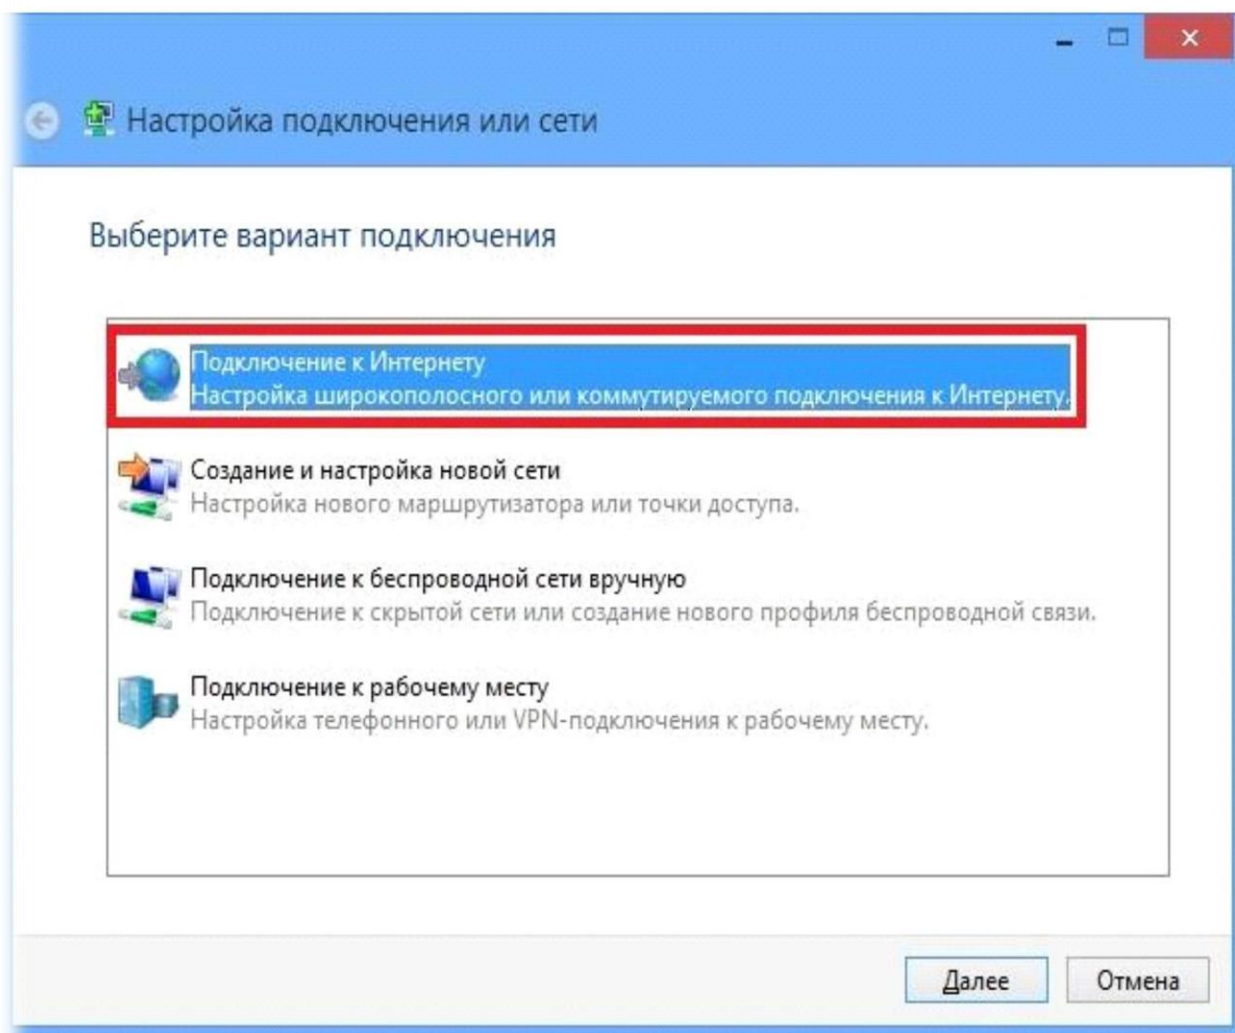 Настройка подключения или сети
Выберите вариант подключения
Подключение к Интернету
Настройка широкополосного или коммутируемого подключения к Интернету.
Создание и настройка новой сети
Настройка нового маршрутизатора или точки доступа.
Подключение к беспроводной сети вручную
Подключение к скрытой сети или создание нового профиля беспроводной связи.
Подключение к рабочему месту
Настройка телефонного или VPN-подключения к рабочему месту.
Далее
Отмена